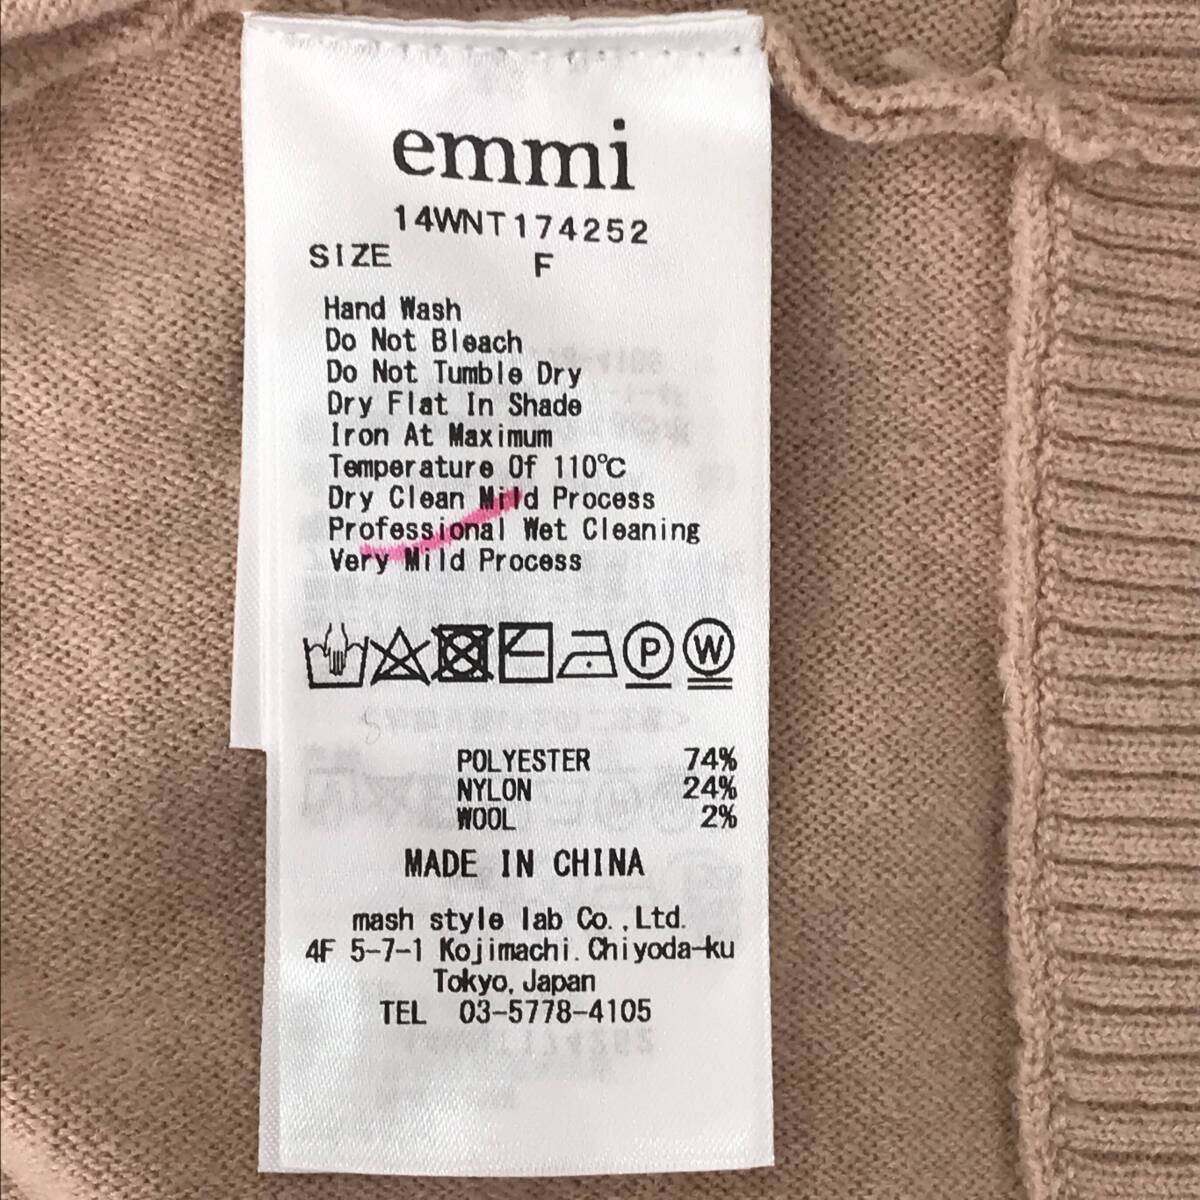 emmi
14WNT174252
SIZE F
Hand Wash
Do Not Bleach
Do Not Tumble Dry
Dry Flat In Shade
Iron At Maximum
Temperature Of 110℃
Dry Clean Mild Process
Professional Wet Cleaning
Very Mild Process
P W
POLYESTER 74%
NYLON 24%
WOOL 2%
MADE IN CHINA
mash style lab Co.,Ltd.
4F 5-7-1 Kojimachi.Chiyoda-ku
Tokyo,Japan
TEL 03-5778-4105